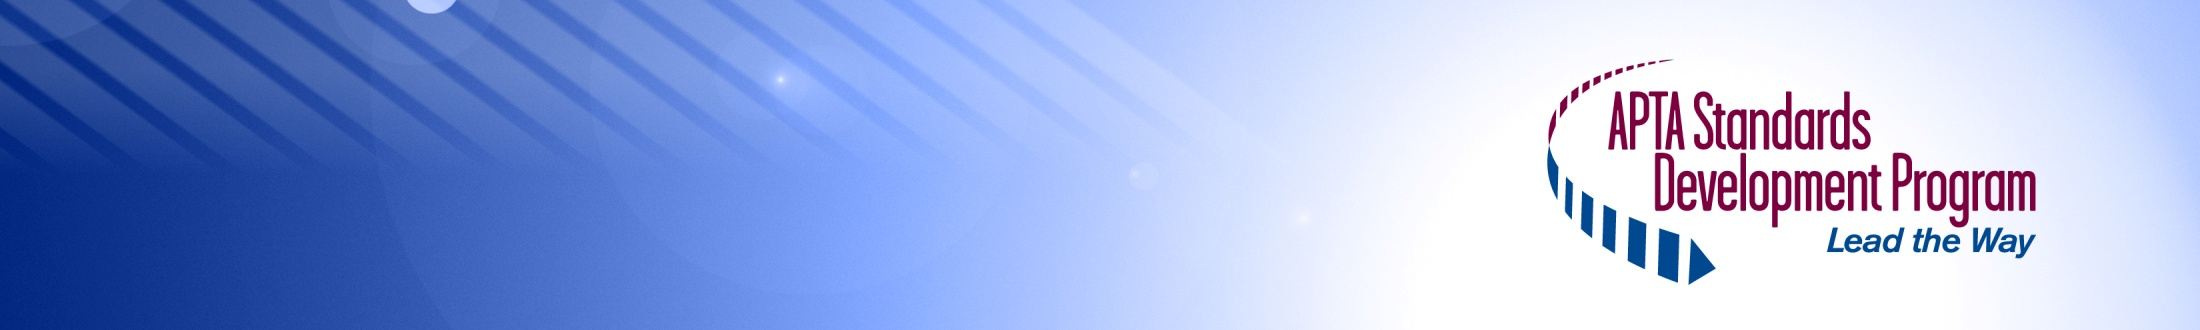 APTA Standards
Development Program
Lead the Way